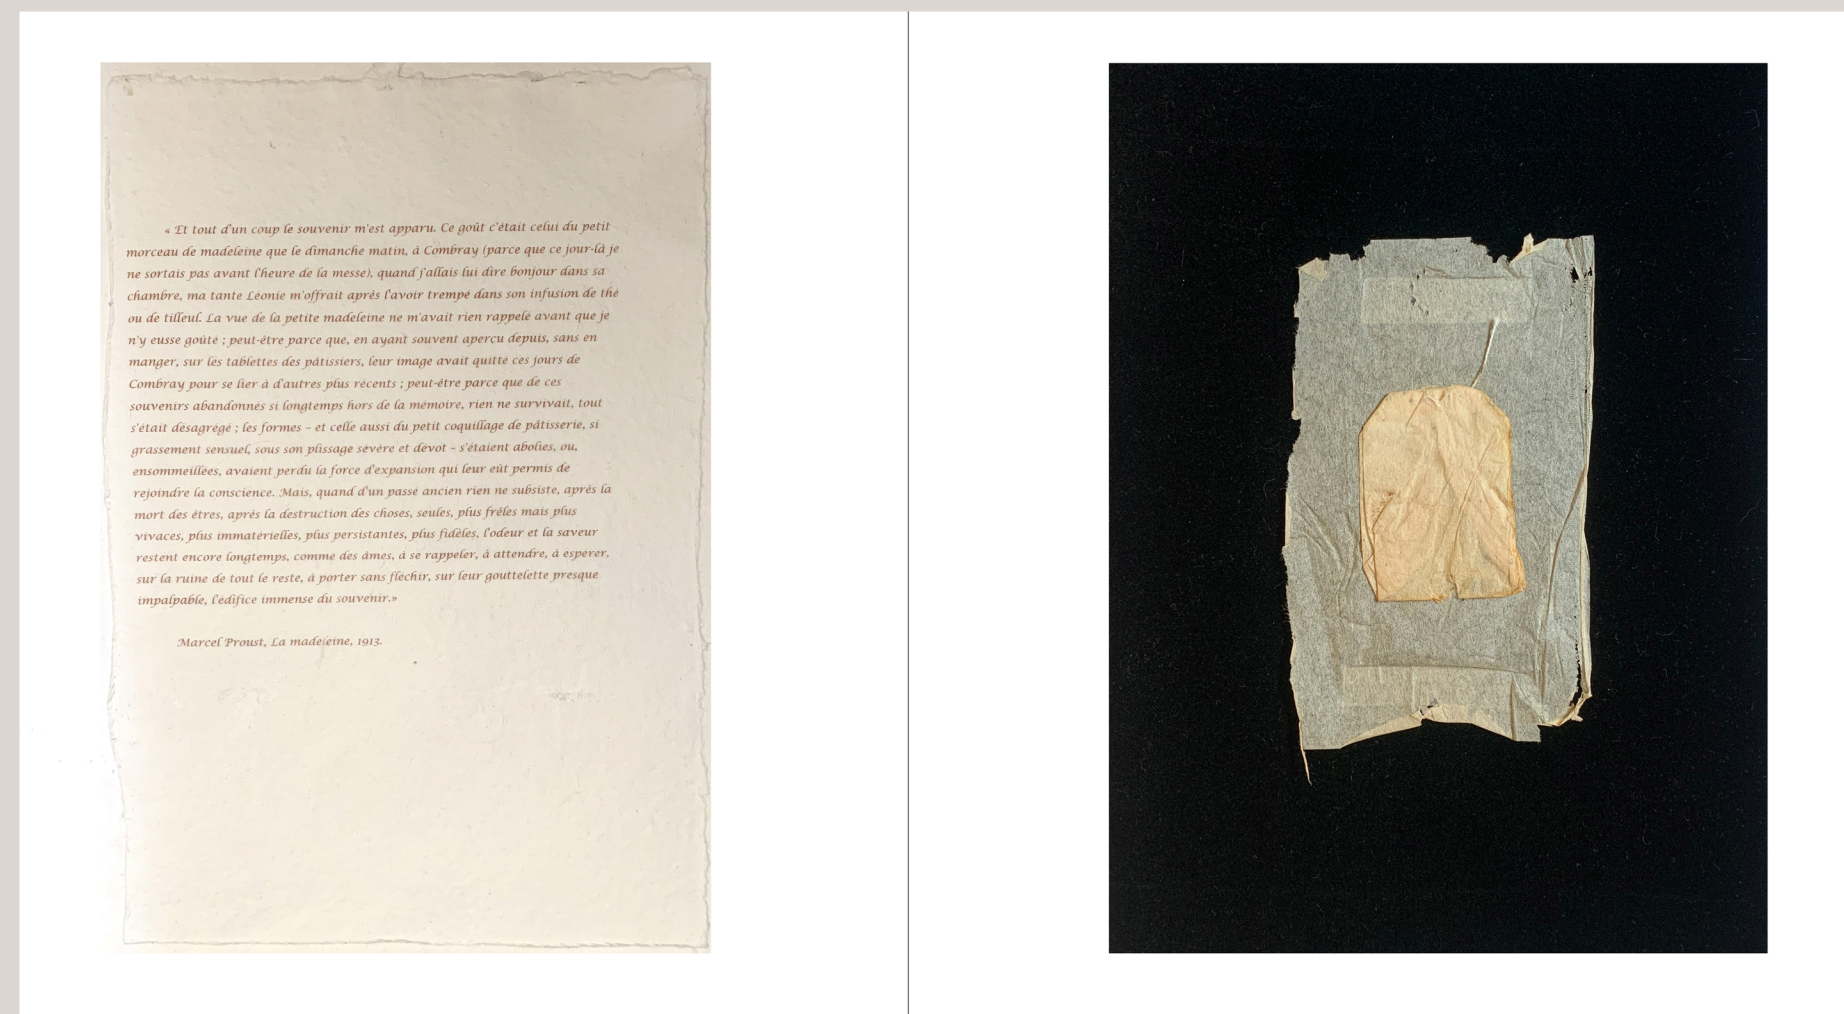 « Et tout d'un coup le souvenir m'est apparu. Ce goût c'était celui du petit
morceau de madeleine que le dimanche matin, à Combray (parce que ce jour-là je
ne sortais pas avant l'heure de la messe), quand j'allais lui dire bonjour dans sa
chambre, ma tante Léonie m'offrait après l'avoir trempé dans son infusion de thé
ou de tilleul. La vue de la petite madeleine ne m'avait rien rappelé avant que je
n'y eusse goûté ; peut-être parce que, en ayant souvent aperçu depuis, sans en
manger, sur les tablettes des pâtissiers, leur image avait quitté ces jours de
Combray pour se lier à d'autres plus récents ; peut-être parce que de ces
souvenirs abandonnés si longtemps hors de la mémoire, rien ne survivait, tout
s'était désagrégé ; les formes – et celle aussi du petit coquillage de pâtisserie, si
grassement sensuel, sous son plissage sévère et dévot – s'étaient abolies, ou,
ensommeillées, avaient perdu la force d'expansion qui leur eût permis de
rejoindre la conscience. Mais, quand d'un passé ancien rien ne subsiste, après la
mort des êtres, après la destruction des choses, seules, plus frêles mais plus
vivaces, plus immatérielles, plus persistantes, plus fidèles, l'odeur et la saveur
restent encore longtemps, comme des âmes, à se rappeler, à attendre, à espérer,
sur la ruine de tout le reste, à porter sans fléchir, sur leur gouttelette presque
impalpable, l'édifice immense du souvenir.»
Marcel Proust, La madeleine, 1913.